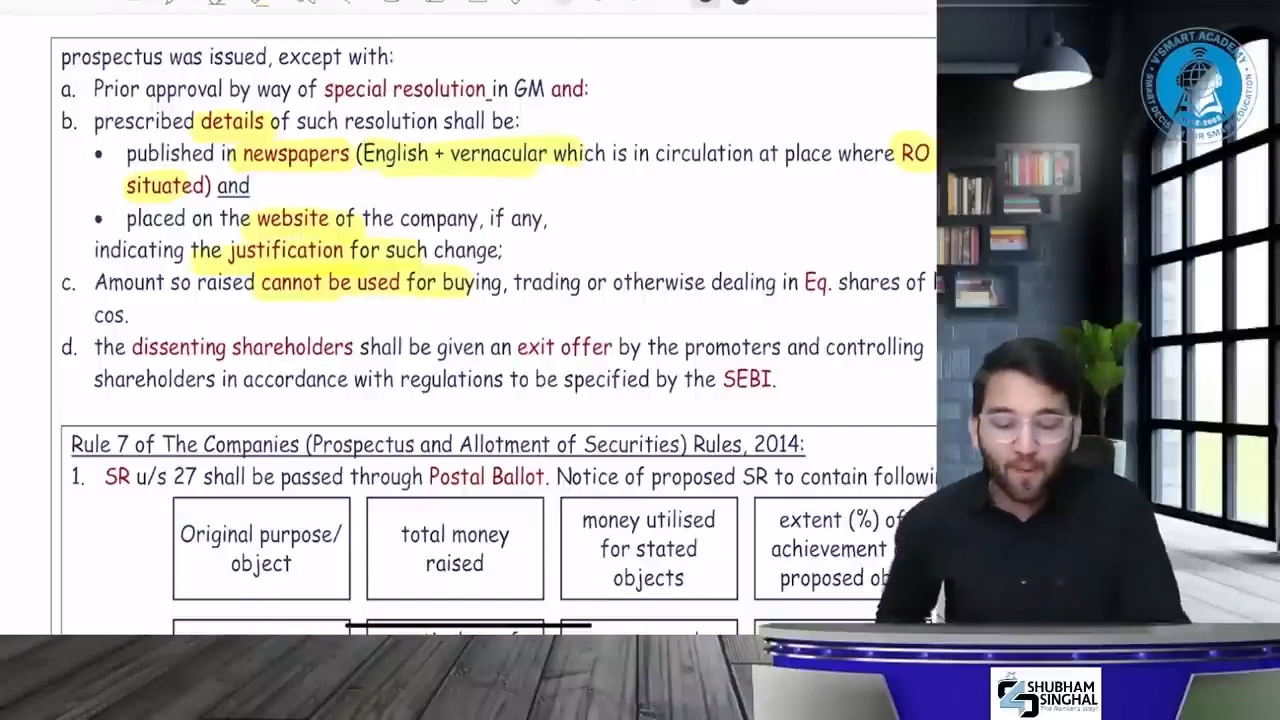 prospectus was issued, except with:
a. Prior approval by way of special resolution in GM and:
b. prescribed details of such resolution shall be:
• published in newspapers (English + vernacular which is in circulation at place where RO
situated) and
• placed on the website of the company, if any,
indicating the justification for such change;
c. Amount so raised cannot be used for buying, trading or otherwise dealing in Eq. shares of
cos.
d. the dissenting shareholders shall be given an exit offer by the promoters and controlling
shareholders in accordance with regulations to be specified by the SEBI.
Rule 7 of The Companies (Prospectus and Allotment of Securities) Rules, 2014:
1. SR u/s 27 shall be passed through Postal Ballot. Notice of proposed SR to contain followi
Original purpose/
object
total money
raised
money utilised
for stated
objects
extent (%) of
achievement
proposed ob
V'SMART ACADEMY
SHUBHAM
SINGHAL
The Rankers Way!